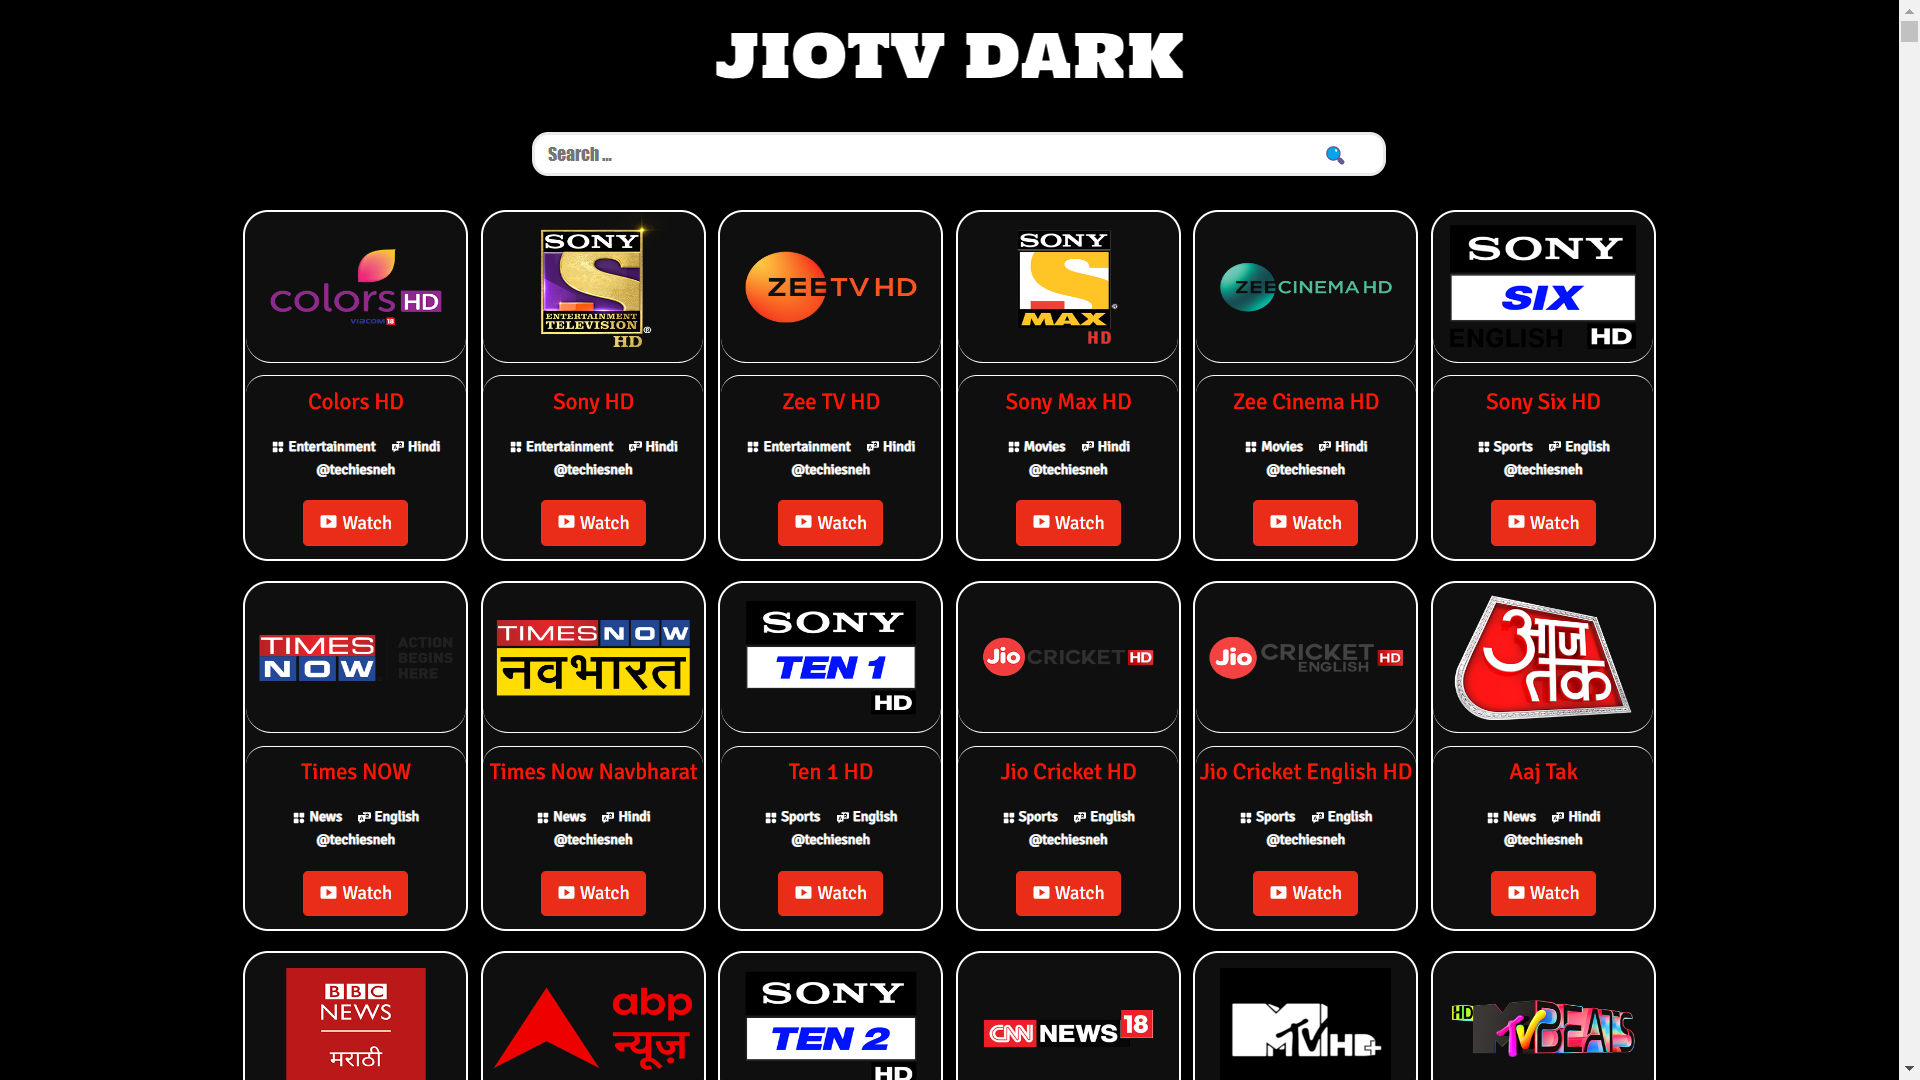 JIOTV DARK
Search ...
colors HD
VIACOM 18
SONY
ENTERTAINMENT
TELEVISION
HD
ZEE TV HD
SONY
MAX
HD
ZEE CINEMA HD
SONY
SIX
ENGLISH HD
Colors HD
Entertainment Hindi
@techiesneh
Watch
Sony HD
Entertainment Hindi
@techiesneh
Watch
Zee TV HD
Entertainment Hindi
@techiesneh
Watch
Sony Max HD
Movies Hindi
@techiesneh
Watch
Zee Cinema HD
Movies Hindi
@techiesneh
Watch
Sony Six HD
Sports English
@techiesneh
Watch
TIMES
NOW
ACTION
BEGINS
HERE
TIMES NOW
नवभारत
SONY
TEN 1
HD
Jio CRICKET HD
Jio CRICKET HD
ENGLISH
आज
तक
Times NOW
News English
@techiesneh
Watch
Times Now Navbharat
News Hindi
@techiesneh
Watch
Ten 1 HD
Sports English
@techiesneh
Watch
Jio Cricket HD
Sports English
@techiesneh
Watch
Jio Cricket English HD
Sports English
@techiesneh
Watch
Aaj Tak
News Hindi
@techiesneh
Watch
BBC
NEWS
मराठी
abp
न्यूज़
SONY
TEN 2
HD
CNN NEWS 18
MTV HD+
HD MTV BEATS